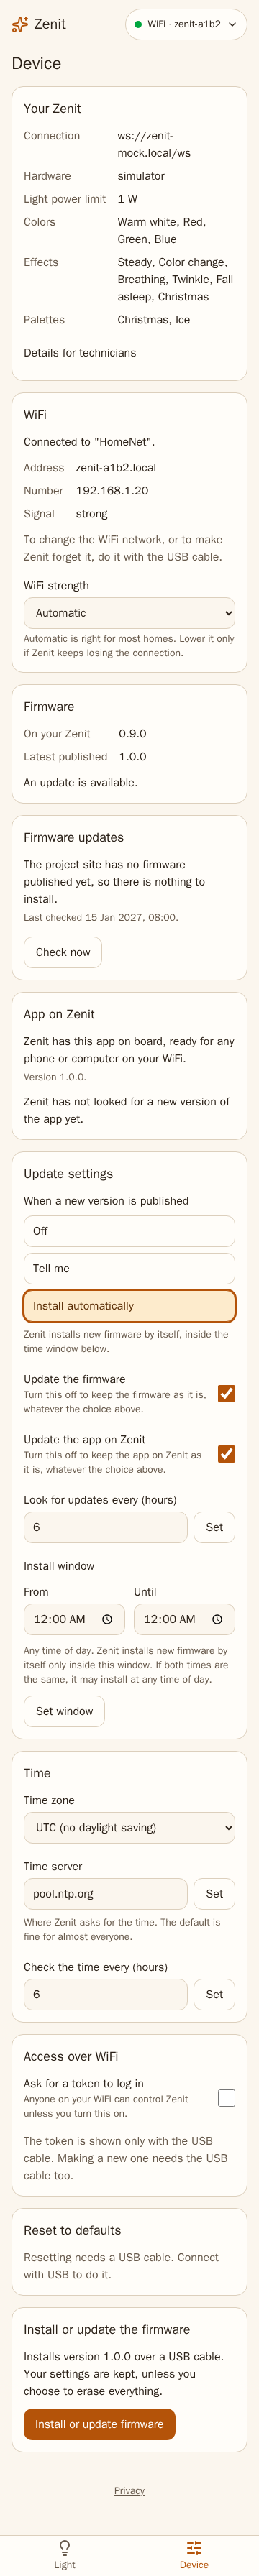 Zenit
WiFi · zenit-a1b2
Device
Your Zenit
Connection
ws://zenit-
mock.local/ws
Hardware
simulator
Light power limit
1 W
Colors
Warm white, Red,
Green, Blue
Effects
Steady, Color change,
Breathing, Twinkle, Fall
asleep, Christmas
Palettes
Christmas, Ice
Details for technicians
WiFi
Connected to "HomeNet".
Address
zenit-a1b2.local
Number
192.168.1.20
Signal
strong
To change the WiFi network, or to make
Zenit forget it, do it with the USB cable.
WiFi strength
Automatic
Automatic is right for most homes. Lower it only
if Zenit keeps losing the connection.
Firmware
On your Zenit
0.9.0
Latest published
1.0.0
An update is available.
Firmware updates
The project site has no firmware
published yet, so there is nothing to
install.
Last checked 15 Jan 2027, 08:00.
Check now
App on Zenit
Zenit has this app on board, ready for any
phone or computer on your WiFi.
Version 1.0.0.
Zenit has not looked for a new version of
the app yet.
Update settings
When a new version is published
Off
Tell me
Install automatically
Zenit installs new firmware by itself, inside the
time window below.
Update the firmware
Turn this off to keep the firmware as it is,
whatever the choice above.
Update the app on Zenit
Turn this off to keep the app on Zenit as
it is, whatever the choice above.
Look for updates every (hours)
6
Set
Install window
From
Until
12:00 AM
12:00 AM
Any time of day. Zenit installs new firmware by
itself only inside this window. If both times are
the same, it may install at any time of day.
Set window
Time
Time zone
UTC (no daylight saving)
Time server
pool.ntp.org
Set
Where Zenit asks for the time. The default is
fine for almost everyone.
Check the time every (hours)
6
Set
Access over WiFi
Ask for a token to log in
Anyone on your WiFi can control Zenit
unless you turn this on.
The token is shown only with the USB
cable. Making a new one needs the USB
cable too.
Reset to defaults
Resetting needs a USB cable. Connect
with USB to do it.
Install or update the firmware
Installs version 1.0.0 over a USB cable.
Your settings are kept, unless you
choose to erase everything.
Install or update firmware
Privacy
Light
Device